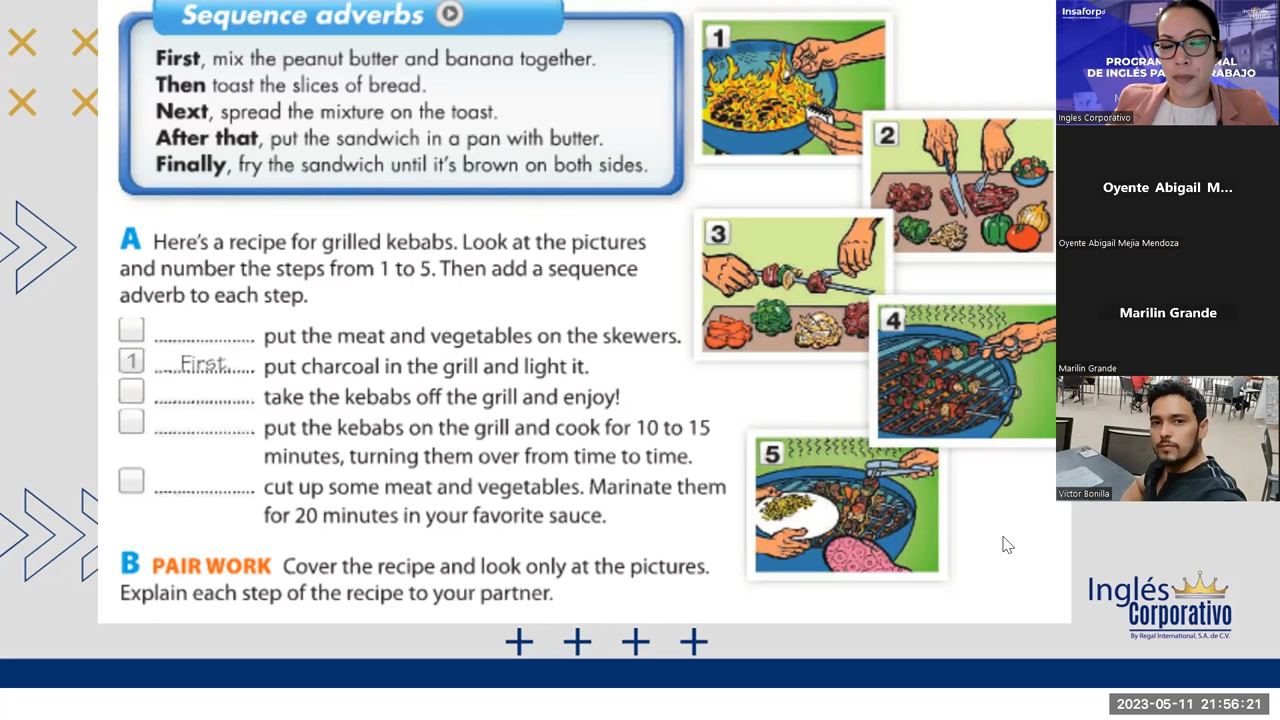 Sequence adverbs
First, mix the peanut butter and banana together.
Then toast the slices of bread.
Next, spread the mixture on the toast.
After that, put the sandwich in a pan with butter.
Finally, fry the sandwich until it's brown on both sides.
A Here's a recipe for grilled kebabs. Look at the pictures
and number the steps from 1 to 5. Then add a sequence
adverb to each step.
.................... put the meat and vegetables on the skewers.
1 First put charcoal in the grill and light it.
.................... take the kebabs off the grill and enjoy!
.................... put the kebabs on the grill and cook for 10 to 15
minutes, turning them over from time to time.
.................... cut up some meat and vegetables. Marinate them
for 20 minutes in your favorite sauce.
B PAIR WORK Cover the recipe and look only at the pictures.
Explain each step of the recipe to your partner.
1
2
3
4
5
Insaforp
DE INGLÉS
Ingles Corporativo
Oyente Abigail M...
Oyente Abigail Mejia Mendoza
Marilin Grande
Marilin Grande
Víctor Bonilla
Inglés
Corporativo
By Regal International, S.A. de C.V.
2023-05-11 21:56:21